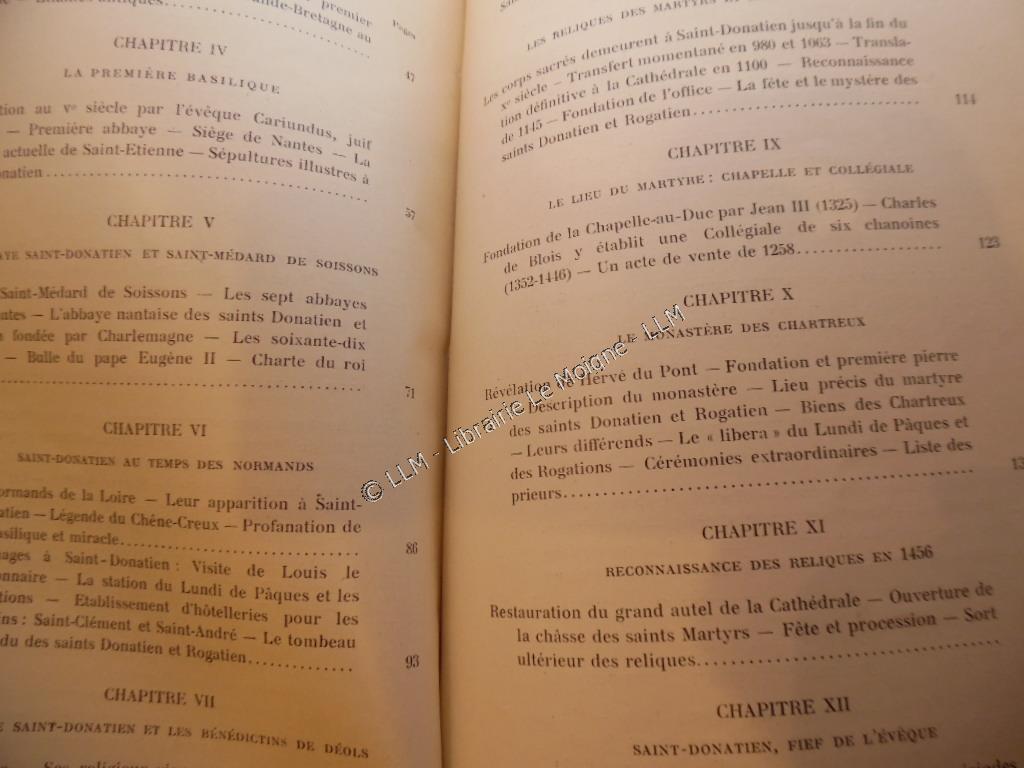 premier
Grande-Bretagne au
Pages
47
CHAPITRE IV
LA PREMIÈRE BASILIQUE
au Ve siècle par l'évêque Cariundus, juif
— Première abbaye — Siège de Nantes — La
actuelle de Saint-Etienne — Sépultures illustres à
57
CHAPITRE V
SAINT-DONATIEN ET SAINT-MÉDARD DE SOISSONS
Saint-Médard de Soissons — Les sept abbayes
— L'abbaye nantaise des saints Donatien et
fondée par Charlemagne — Les soixante-dix
— Bulle du pape Eugène II — Charte du roi
71
CHAPITRE VI
SAINT-DONATIEN AU TEMPS DES NORMANDS
de la Loire — Leur apparition à Saint-
— Légende du Chêne-Creux — Profanation de
et miracle
86
à Saint-Donatien : Visite de Louis le
— La station du Lundi de Pâques et les
— Etablissement d'hôtelleries pour les
: Saint-Clément et Saint-André — Le tombeau
des saints Donatien et Rogatien
93
CHAPITRE VII
SAINT-DONATIEN ET LES BÉNÉDICTINS DE DÉOLS
LES RELIQUES DES MARTYRS
Les corps sacrés demeurent à Saint-Donatien jusqu'à la fin du
Xe siècle — Transfert momentané en 980 et 1063 — Transla-
tion définitive à la Cathédrale en 1100 — Reconnaissance
de 1145 — Fondation de l'office — La fête et le mystère des
saints Donatien et Rogatien
114
CHAPITRE IX
LE LIEU DU MARTYRE : CHAPELLE ET COLLÉGIALE
Fondation de la Chapelle-au-Duc par Jean III (1325) — Charles
de Blois y établit une Collégiale de six chanoines
(1352-1446) — Un acte de vente de 1258
123
CHAPITRE X
LE MONASTÈRE DES CHARTREUX
Révélation à Hervé du Pont — Fondation et première pierre
— Description du monastère — Lieu précis du martyre
des saints Donatien et Rogatien — Biens des Chartreux
— Leurs différends — Le « libera » du Lundi de Pâques et
des Rogations — Cérémonies extraordinaires — Liste des
prieurs
CHAPITRE XI
RECONNAISSANCE DES RELIQUES EN 1456
Restauration du grand autel de la Cathédrale — Ouverture de
la châsse des saints Martyrs — Fête et procession — Sort
ultérieur des reliques
CHAPITRE XII
SAINT-DONATIEN, FIEF DE L'ÉVÊQUE
© LLM - Librairie Le Moigne - LLM